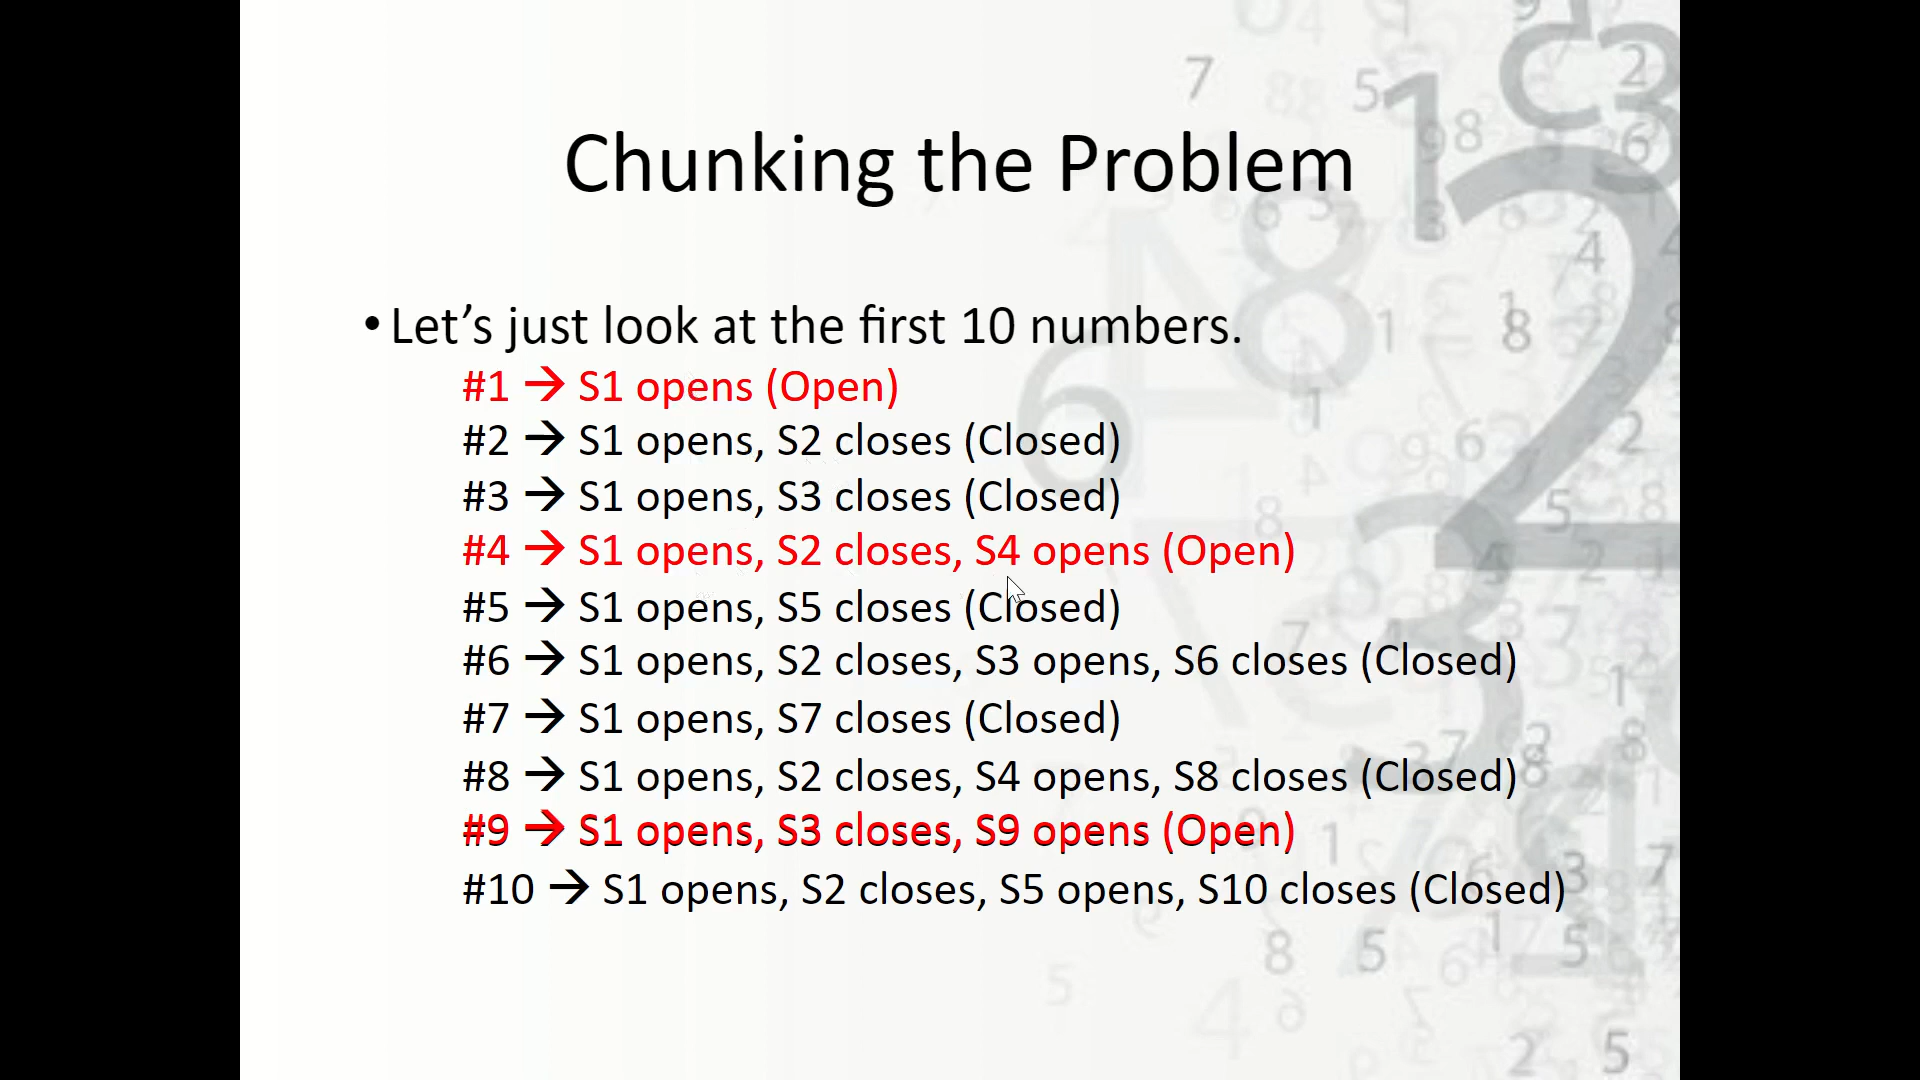 Chunking the Problem
•Let’s just look at the first 10 numbers.
#1 → S1 opens (Open)
#2 → S1 opens, S2 closes (Closed)
#3 → S1 opens, S3 closes (Closed)
#4 → S1 opens, S2 closes, S4 opens (Open)
#5 → S1 opens, S5 closes (Closed)
#6 → S1 opens, S2 closes, S3 opens, S6 closes (Closed)
#7 → S1 opens, S7 closes (Closed)
#8 → S1 opens, S2 closes, S4 opens, S8 closes (Closed)
#9 → S1 opens, S3 closes, S9 opens (Open)
#10 → S1 opens, S2 closes, S5 opens, S10 closes (Closed)